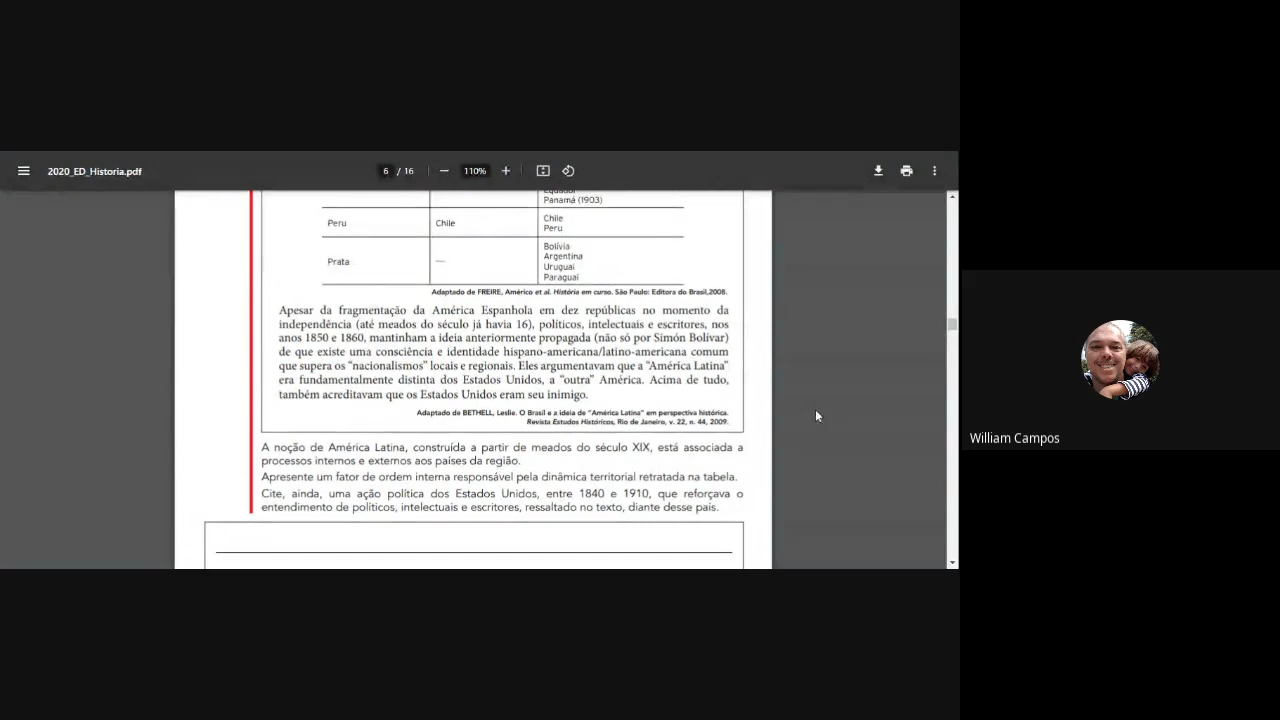 2020_ED_Historia.pdf
6 / 16
110%
Equador
Panamá (1903)
Peru
Chile
Chile
Peru
Prata
—
Bolívia
Argentina
Uruguai
Paraguai
Adaptado de FREIRE, Américo et al. História em curso. São Paulo: Editora do Brasil,2008.
Apesar da fragmentação da América Espanhola em dez repúblicas no momento da
independência (até meados do século já havia 16), políticos, intelectuais e escritores, nos
anos 1850 e 1860, mantinham a ideia anteriormente propagada (não só por Simón Bolívar)
de que existe uma consciência e identidade hispano-americana/latino-americana comum
que supera os “nacionalismos” locais e regionais. Eles argumentavam que a “América Latina”
era fundamentalmente distinta dos Estados Unidos, a “outra” América. Acima de tudo,
também acreditavam que os Estados Unidos eram seu inimigo.
Adaptado de BETHELL, Leslie. O Brasil e a ideia de “América Latina” em perspectiva histórica.
Revista Estudos Históricos, Rio de Janeiro, v. 22, n. 44, 2009.
A noção de América Latina, construída a partir de meados do século XIX, está associada a
processos internos e externos aos países da região.
Apresente um fator de ordem interna responsável pela dinâmica territorial retratada na tabela.
Cite, ainda, uma ação política dos Estados Unidos, entre 1840 e 1910, que reforçava o
entendimento de políticos, intelectuais e escritores, ressaltado no texto, diante desse país.
William Campos